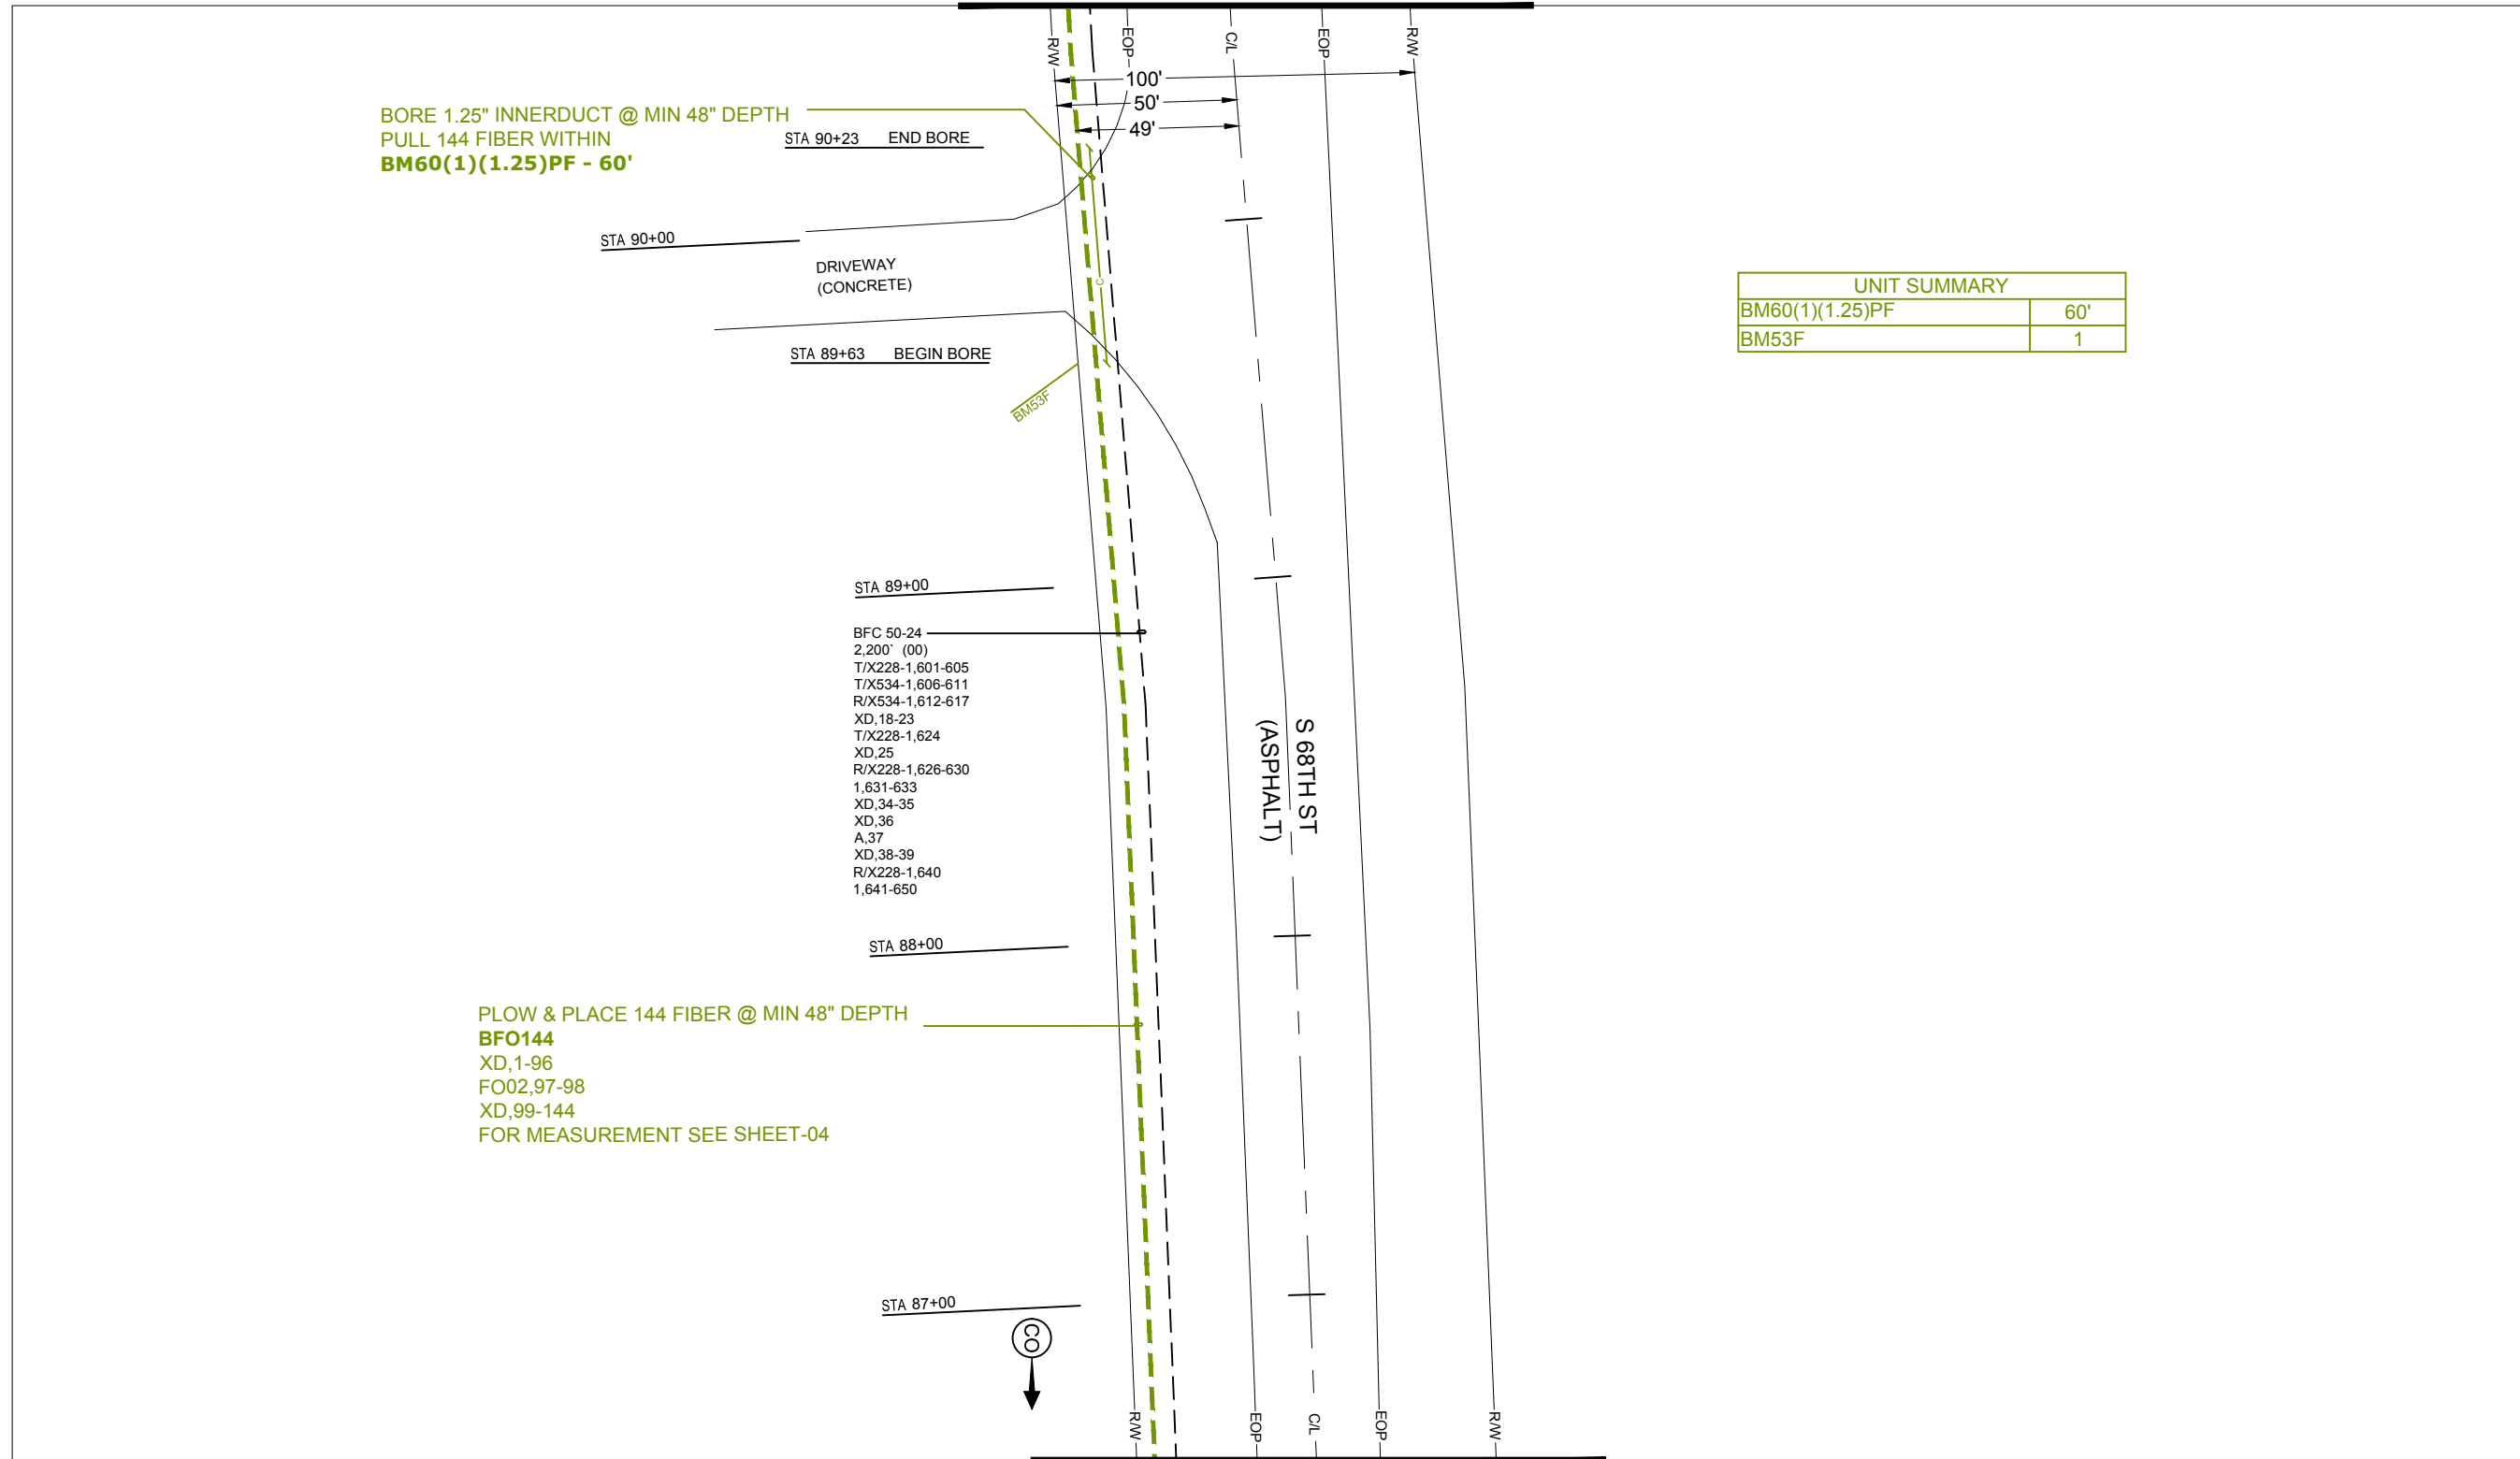 R/W
EOP
C/L
EOP
R/W
100'
50'
49'
BORE 1.25" INNERDUCT @ MIN 48" DEPTH
PULL 144 FIBER WITHIN
BM60(1)(1.25)PF - 60'
STA 90+23 END BORE
STA 90+00
DRIVEWAY
(CONCRETE)
C
STA 89+63 BEGIN BORE
BM53F
UNIT SUMMARY
BM60(1)(1.25)PF 60'
BM53F 1
STA 89+00
BFC 50-24
2,200` (00)
T/X228-1,601-605
T/X534-1,606-611
R/X534-1,612-617
XD,18-23
T/X228-1,624
XD,25
R/X228-1,626-630
1,631-633
XD,34-35
XD,36
A,37
XD,38-39
R/X228-1,640
1,641-650
S 68TH ST
(ASPHALT)
STA 88+00
PLOW & PLACE 144 FIBER @ MIN 48" DEPTH
BFO144
XD,1-96
FO02,97-98
XD,99-144
FOR MEASUREMENT SEE SHEET-04
STA 87+00
CO
R/W
EOP
C/L
EOP
R/W